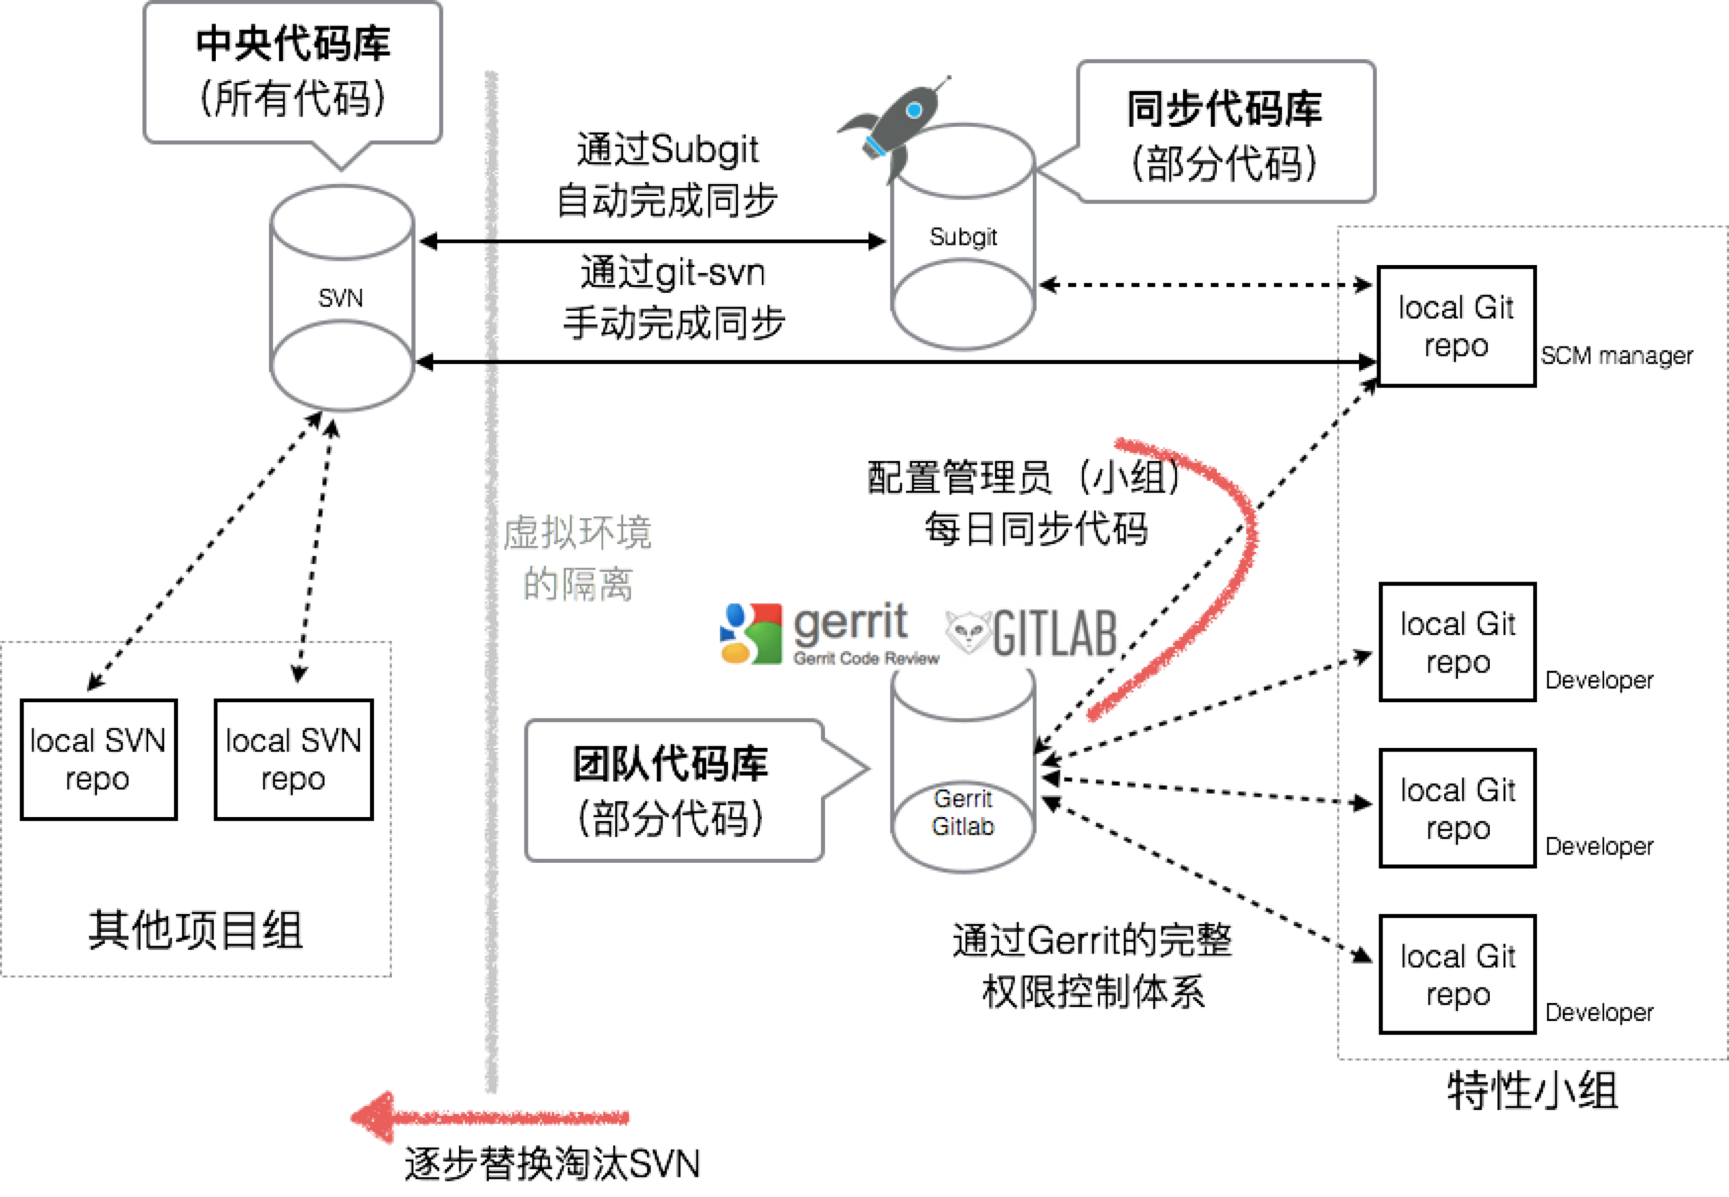 中央代码库
（所有代码）
同步代码库
（部分代码）
通过Subgit
自动完成同步
Subgit
SVN
通过git-svn
手动完成同步
local Git
repo
SCM manager
配置管理员（小组）
每日同步代码
虚拟环境
的隔离
gerrit
Gerrit Code Review
GITLAB
local Git
repo
Developer
local SVN
repo
local SVN
repo
团队代码库
（部分代码）
Gerrit
Gitlab
local Git
repo
Developer
其他项目组
通过Gerrit的完整
权限控制体系
local Git
repo
Developer
特性小组
逐步替换淘汰SVN